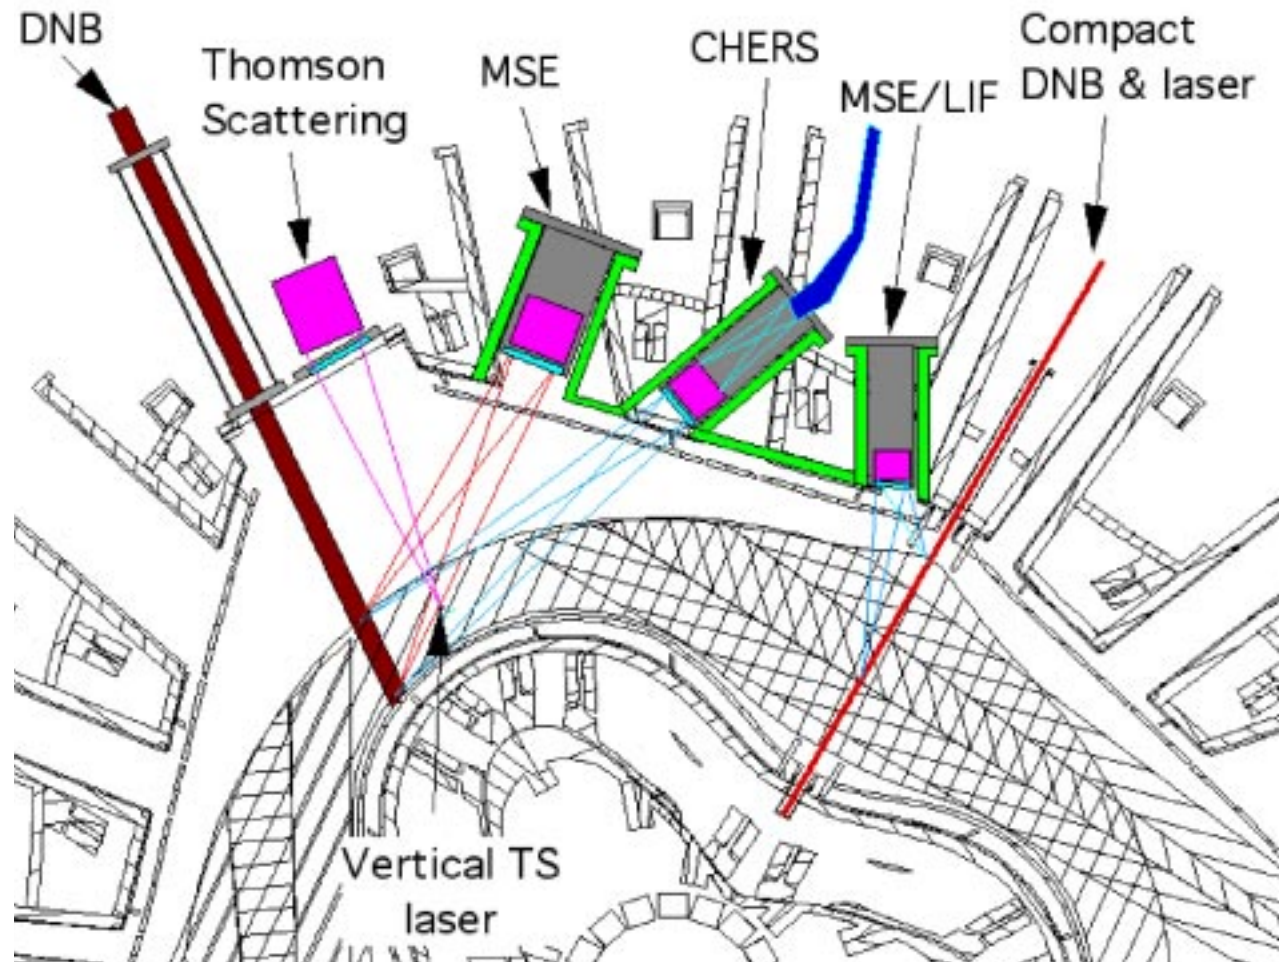 DNB
Thomson
Scattering
MSE
CHERS
MSE/LIF
Compact
DNB & laser
Vertical TS
laser